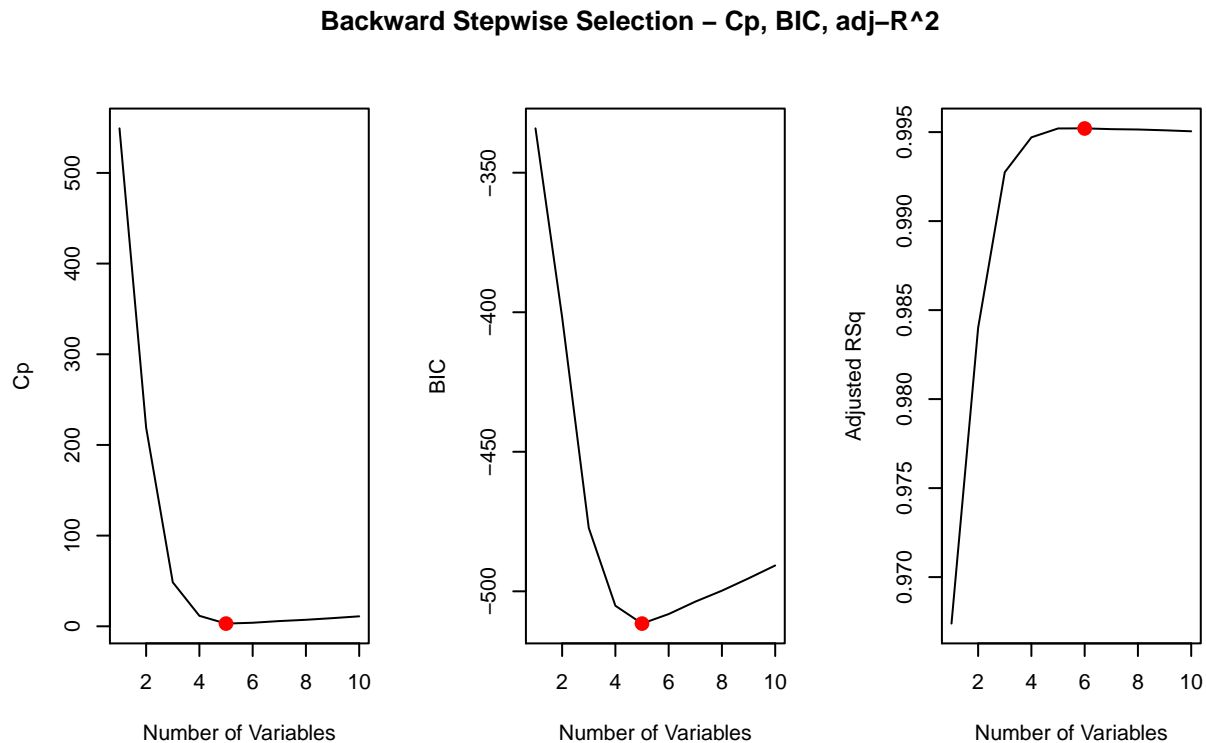 Backward Stepwise Selection − Cp, BIC, adj−R^2
Cp
0
100
200
300
400
500
2 4 6 8 10
Number of Variables
BIC
−500
−450
−400
−350
2 4 6 8 10
Number of Variables
Adjusted RSq
0.970
0.975
0.980
0.985
0.990
0.995
2 4 6 8 10
Number of Variables